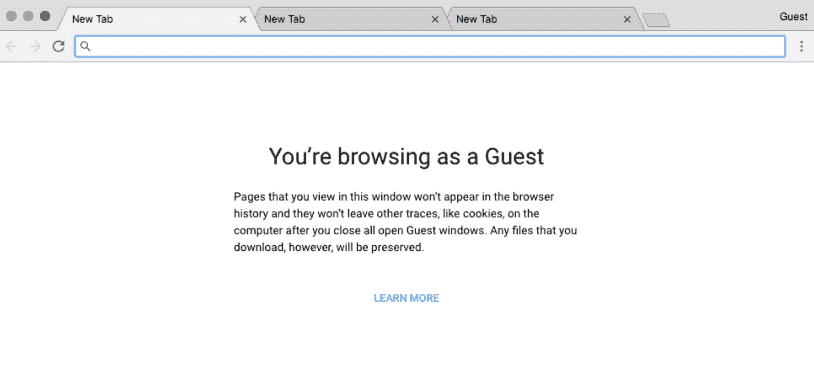 New Tab
New Tab
New Tab
Guest
You’re browsing as a Guest
Pages that you view in this window won’t appear in the browser
history and they won’t leave other traces, like cookies, on the
computer after you close all open Guest windows. Any files that you
download, however, will be preserved.
LEARN MORE